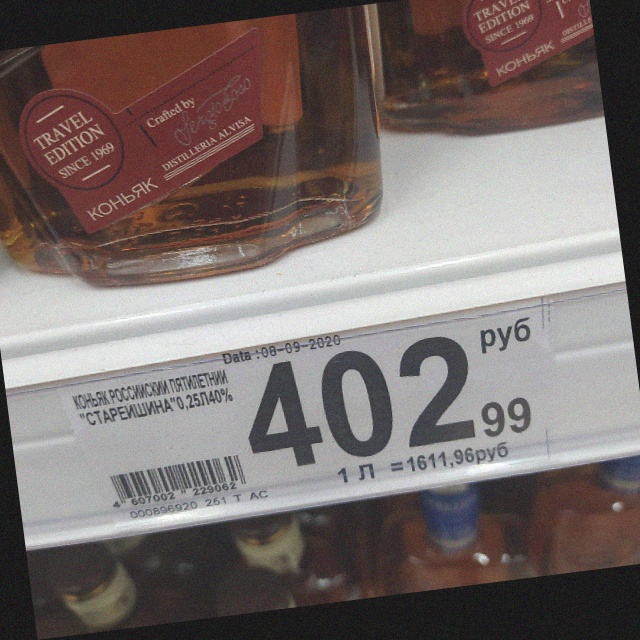 TRAVEL
EDITION
SINCE 1969
Crafted by
DISTILLERIA ALVISA
КОНЬЯК
TRAVEL
EDITION
SINCE 1969
КОНЬЯК
Data :08-09-2020
КОНЬЯК РОССИЙСКИЙ ПЯТИЛЕТНИЙ
"СТАРЕЙШИНА"0,25Л40%
402 99
руб
1 Л =1611,96руб
4 607002 229062
000896920 251 Т АС